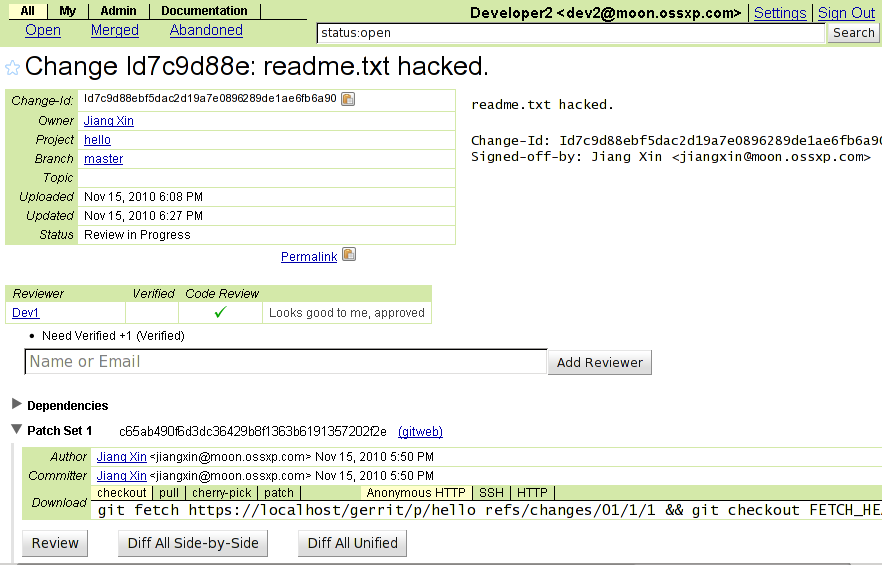 All My Admin Documentation Developer2 <dev2@moon.ossxp.com> Settings Sign Out
Open Merged Abandoned status:open Search
Change Id7c9d88e: readme.txt hacked.
Change-Id: Id7c9d88ebf5dac2d19a7e0896289de1ae6fb6a90
Owner Jiang Xin
Project hello
Branch master
Topic
Uploaded Nov 15, 2010 6:08 PM
Updated Nov 15, 2010 6:27 PM
Status Review in Progress
Permalink
readme.txt hacked.
Change-Id: Id7c9d88ebf5dac2d19a7e0896289de1ae6fb6a90
Signed-off-by: Jiang Xin <jiangxin@moon.ossxp.com>
Reviewer Verified Code Review
Dev1 Looks good to me, approved
• Need Verified +1 (Verified)
Name or Email Add Reviewer
Dependencies
Patch Set 1 c65ab490f6d3dc36429b8f1363b6191357202f2e (gitweb)
Author Jiang Xin <jiangxin@moon.ossxp.com> Nov 15, 2010 5:50 PM
Committer Jiang Xin <jiangxin@moon.ossxp.com> Nov 15, 2010 5:50 PM
Download checkout pull cherry-pick patch Anonymous HTTP SSH HTTP
git fetch https://localhost/gerrit/p/hello refs/changes/01/1/1 && git checkout FETCH_HEA
Review Diff All Side-by-Side Diff All Unified